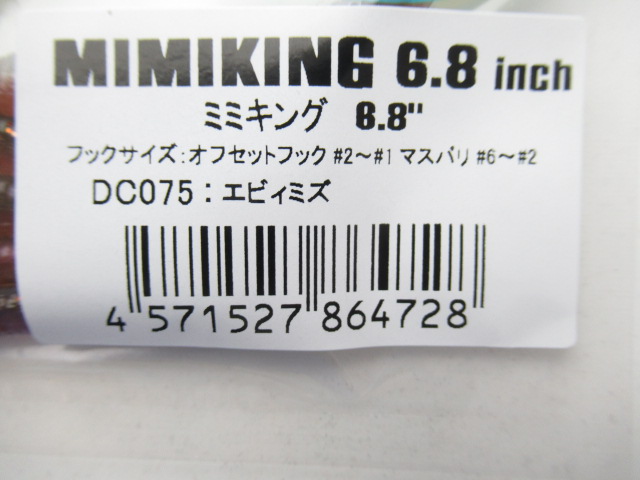 MIMIKING 6.8 inch
ミミキング 6.8"
フックサイズ:オフセットフック #2～#1 マスバリ #6～#2
DC075:エビィミズ
4 571527 864728